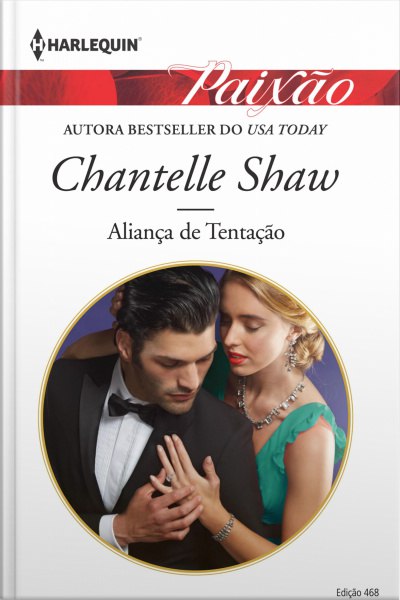 HARLEQUIN®
Paixão
AUTORA BESTSELLER DO USA TODAY
Chantelle Shaw
Aliança de Tentação
Edição 468